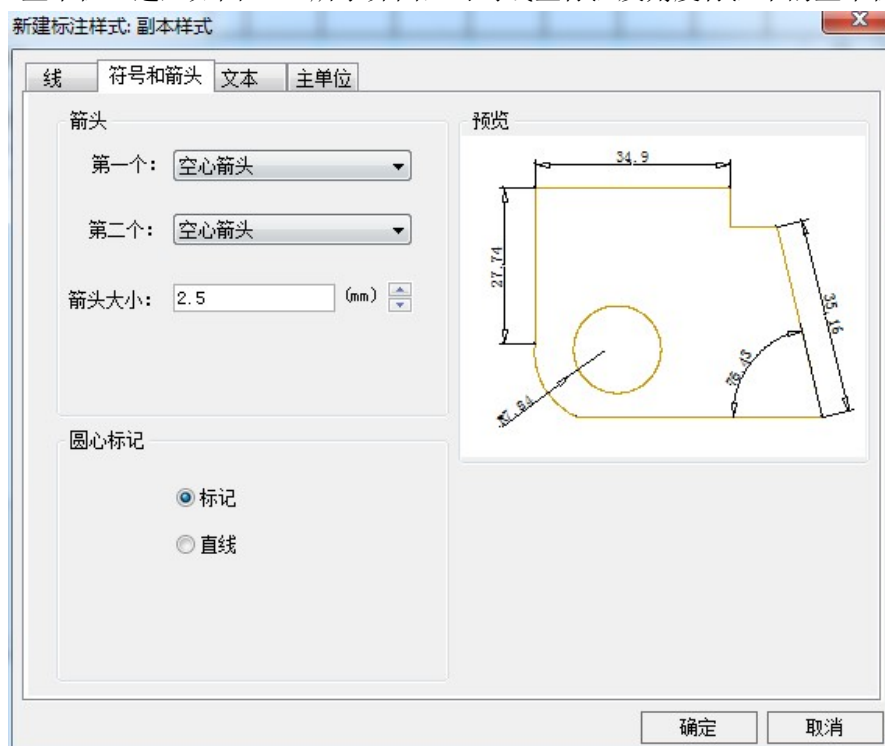 新建标注样式: 副本样式
线 符号和箭头 文本 主单位
箭头
第一个: 空心箭头
第二个: 空心箭头
箭头大小: 2.5 (mm)
圆心标记
标记
直线
预览
34.9
27.74
35.16
76.43
确定 取消